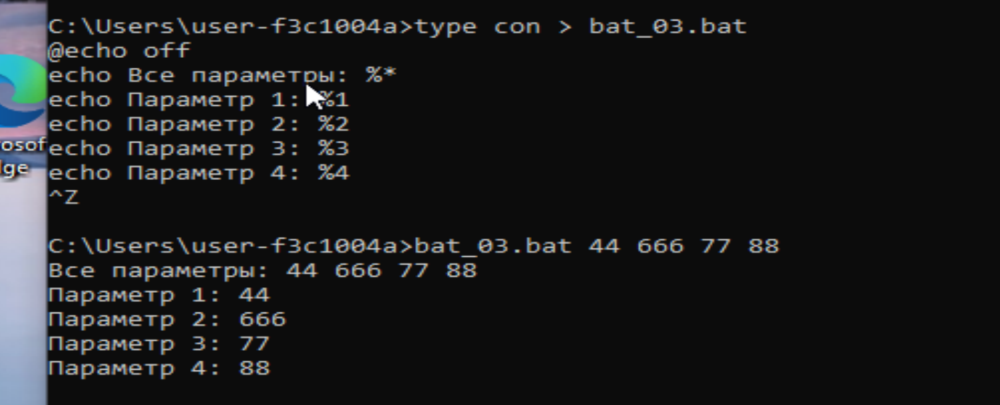 C:\Users\user-f3c1004a>type con > bat_03.bat
@echo off
echo Все параметры: %*
echo Параметр 1: %1
echo Параметр 2: %2
echo Параметр 3: %3
echo Параметр 4: %4
^Z
C:\Users\user-f3c1004a>bat_03.bat 44 666 77 88
Все параметры: 44 666 77 88
Параметр 1: 44
Параметр 2: 666
Параметр 3: 77
Параметр 4: 88
rosof
lge